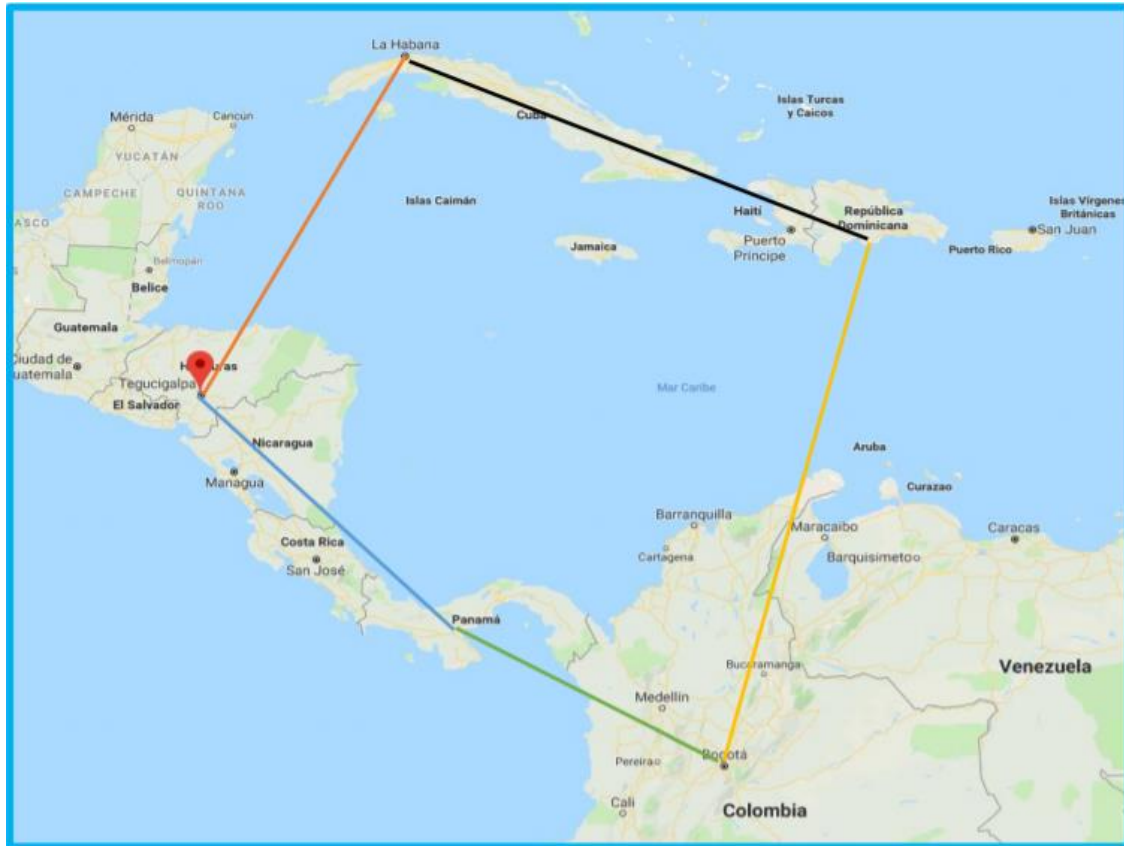 La Habana
Islas Turcas
y Caicos
Cuba
Mérida
Cancún
YUCATÁN
CAMPECHE
QUINTANA
ROO
ASCO
Islas Caimán
Haití
República
Dominicana
Islas Vírgenes
Británicas
San Juan
Puerto
Príncipe
Jamaica
Puerto Rico
Belmopán
Belice
Guatemala
Ciudad de
uatemala
Tegucigalpa
El Salvador
Mar Caribe
Nicaragua
Managua
Aruba
Curazao
Barranquilla
Maracaibo
Caracas
Cartagena
Barquisimeto
Costa Rica
San José
Panamá
Bucaramanga
Venezuela
Medellín
Bogotá
Pereira
Cali
Colombia